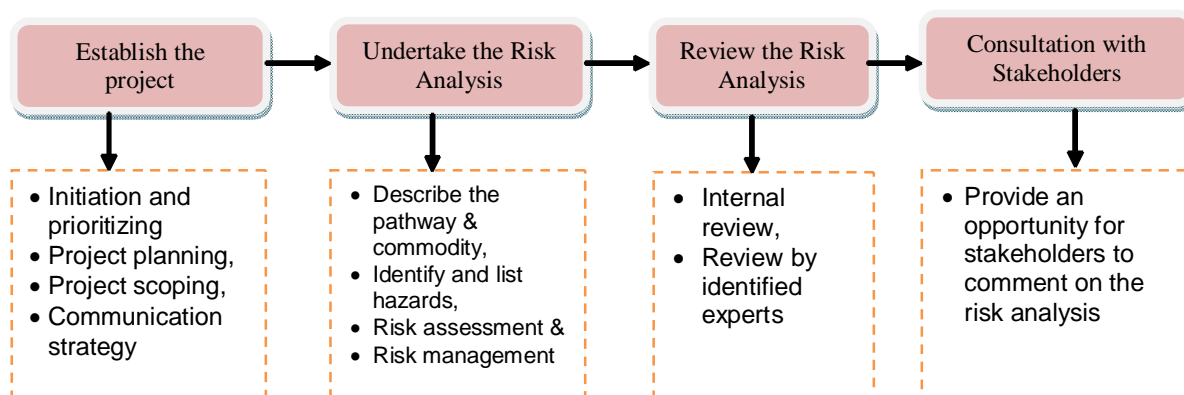 Establish the
project
Undertake the Risk
Analysis
Review the Risk
Analysis
Consultation with
Stakeholders
• Initiation and
prioritizing
• Project planning,
• Project scoping,
• Communication
strategy
• Describe the
pathway &
commodity,
• Identify and list
hazards,
• Risk assessment &
• Risk management
• Internal
review,
• Review by
identified
experts
• Provide an
opportunity for
stakeholders to
comment on the
risk analysis